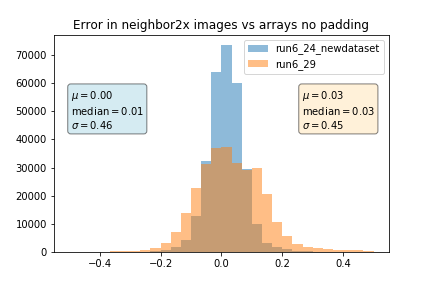 Error in neighbor2x images vs arrays no padding
run6_24_newdataset
run6_29
μ = 0.00
median = 0.01
σ = 0.46
μ = 0.03
median = 0.03
σ = 0.45
70000
60000
50000
40000
30000
20000
10000
0
−0.4 −0.2 0.0 0.2 0.4